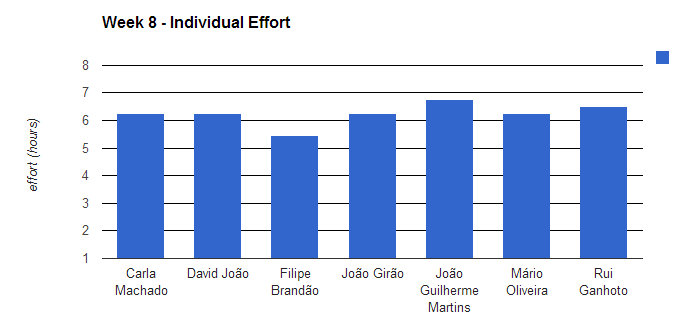 Week 8 - Individual Effort
effort (hours)
8
7
6
5
4
3
2
1
Carla
Machado
David João
Filipe
Brandão
João Girão
João
Guilherme
Martins
Mário
Oliveira
Rui
Ganhoto